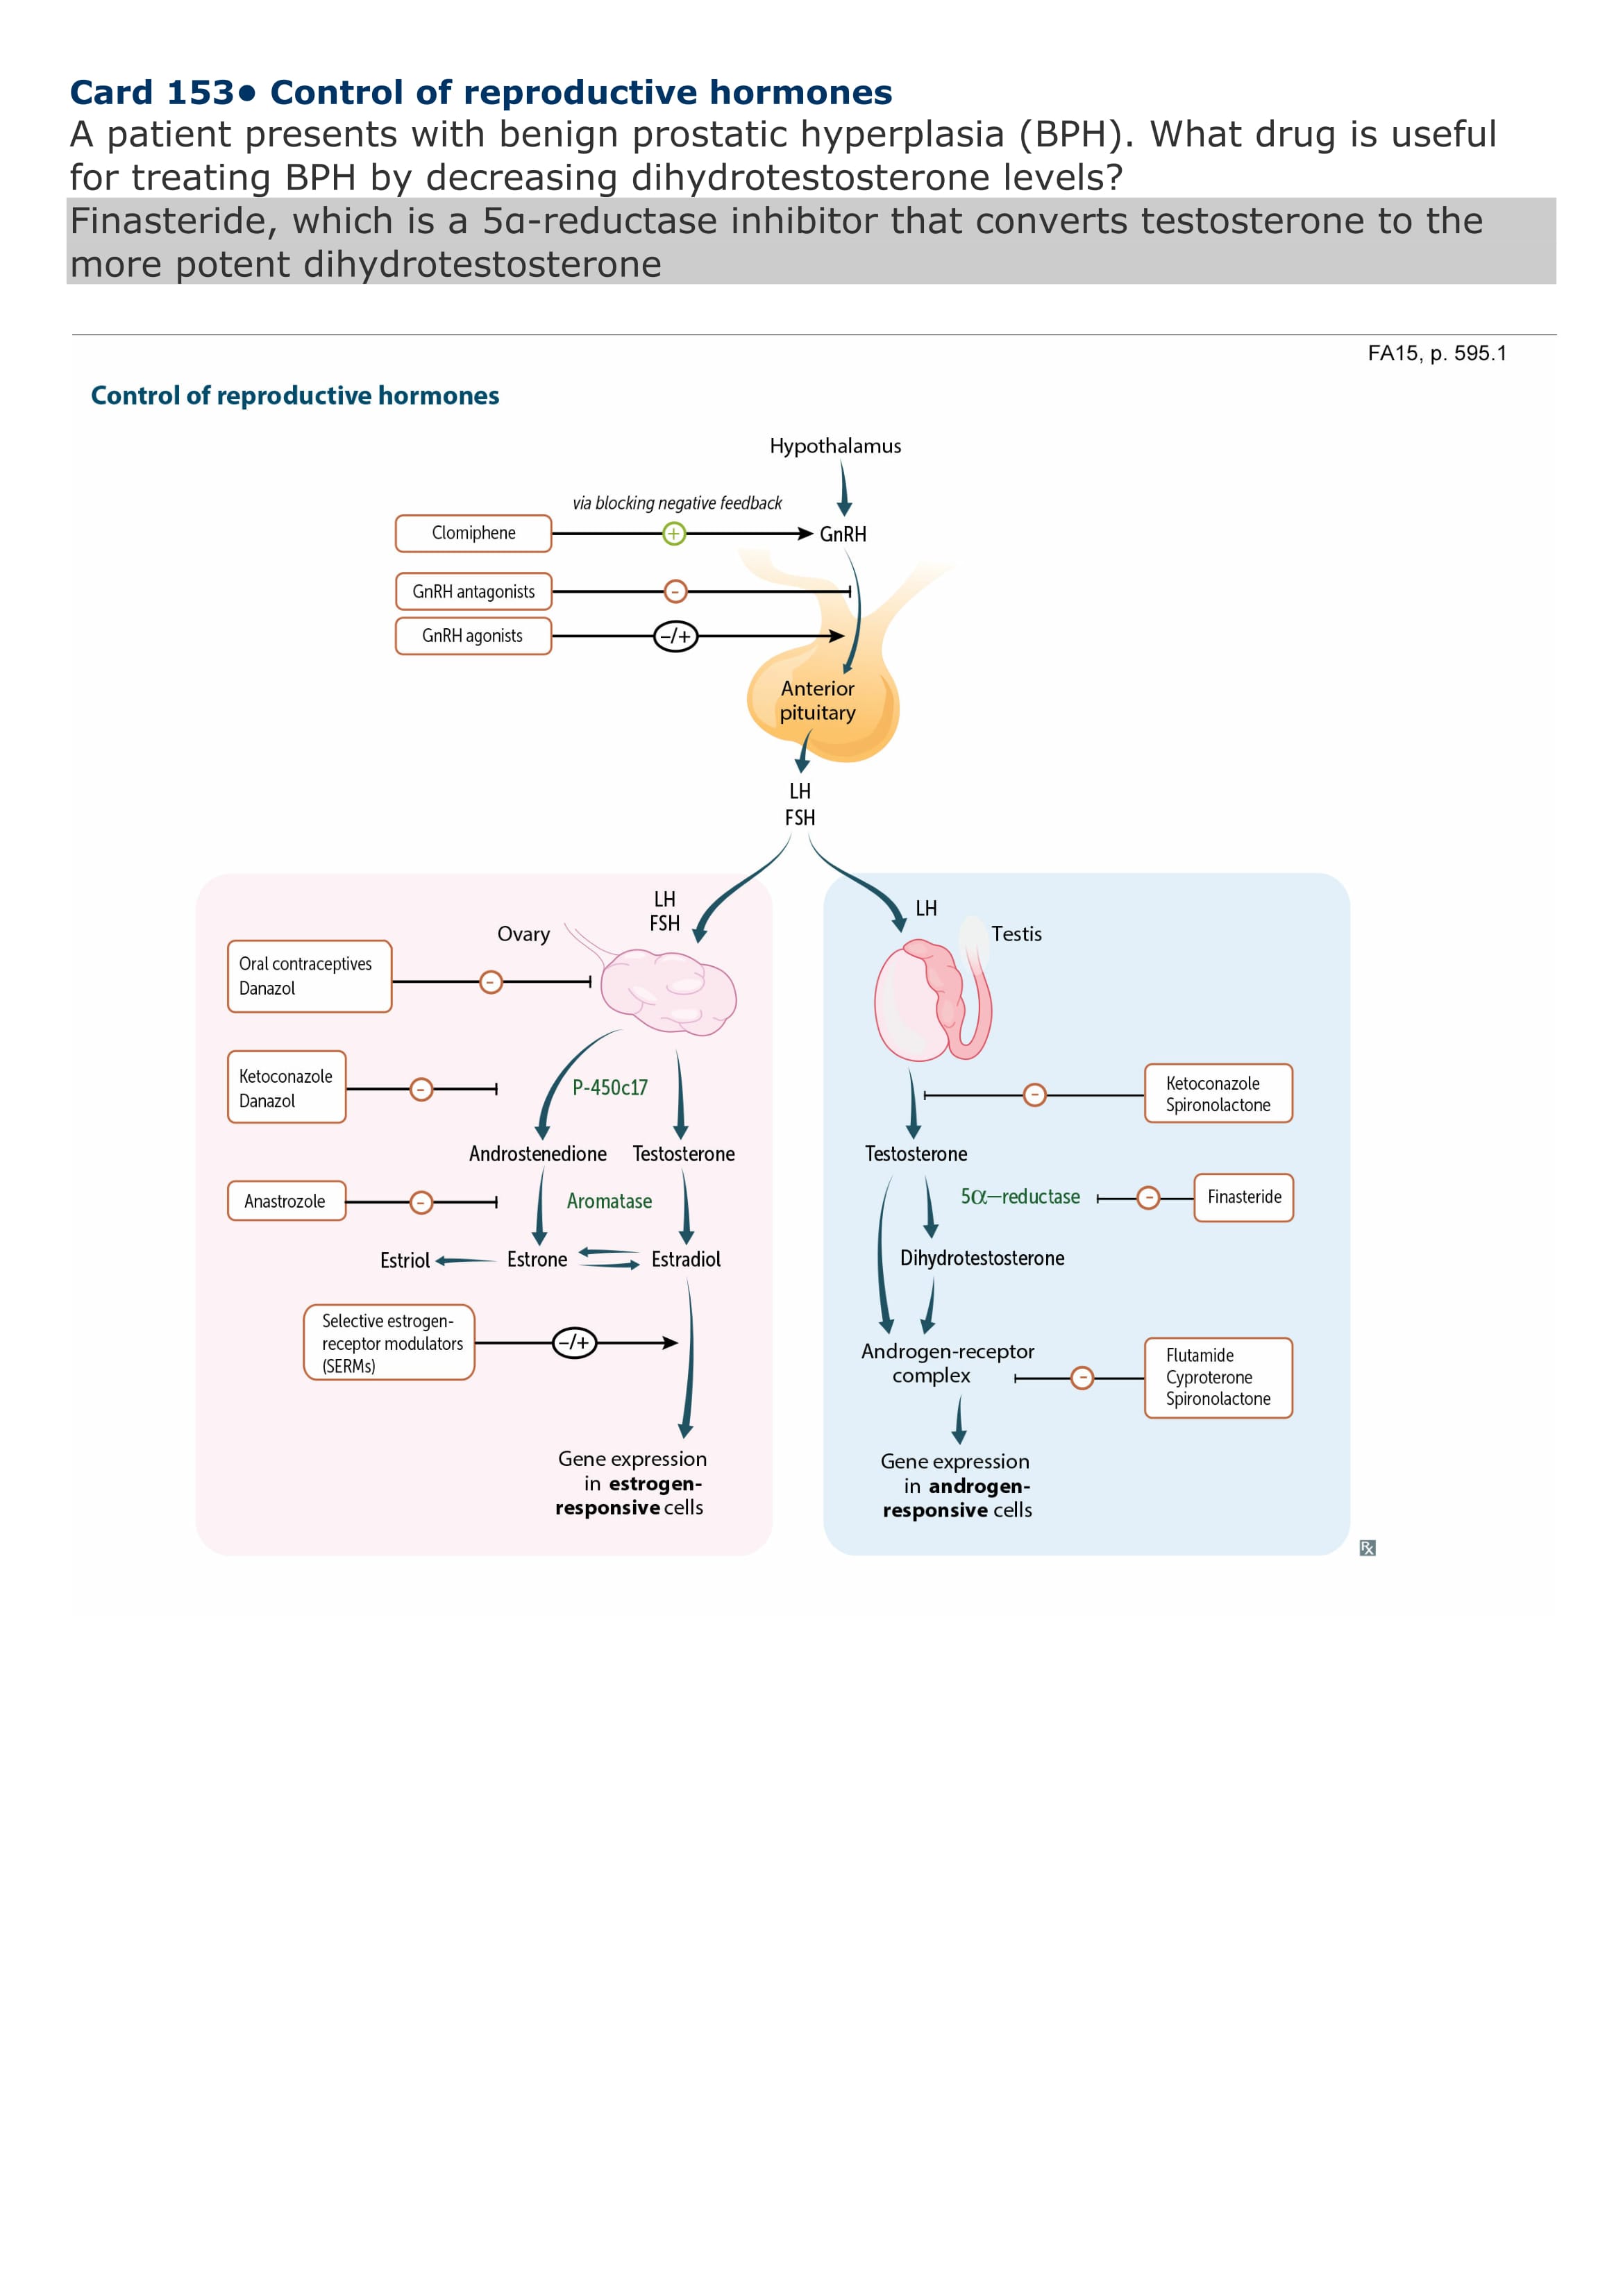 Card 153● Control of reproductive hormones
A patient presents with benign prostatic hyperplasia (BPH). What drug is useful
for treating BPH by decreasing dihydrotestosterone levels?
Finasteride, which is a 5α-reductase inhibitor that converts testosterone to the
more potent dihydrotestosterone
FA15, p. 595.1
Control of reproductive hormones
Hypothalamus
via blocking negative feedback
Clomiphene
+
GnRH
GnRH antagonists
-
GnRH agonists
−/+
Anterior
pituitary
LH
FSH
LH
FSH
Ovary
Oral contraceptives
Danazol
-
Ketoconazole
Danazol
-
P-450c17
Androstenedione
Testosterone
Anastrozole
-
Aromatase
Estriol
Estrone
Estradiol
Selective estrogen-
receptor modulators
(SERMs)
−/+
Gene expression
in estrogen-
responsive cells
LH
Testis
-
Ketoconazole
Spironolactone
Testosterone
5α−reductase
-
Finasteride
Dihydrotestosterone
Androgen-receptor
complex
-
Flutamide
Cyproterone
Spironolactone
Gene expression
in androgen-
responsive cells
Rx